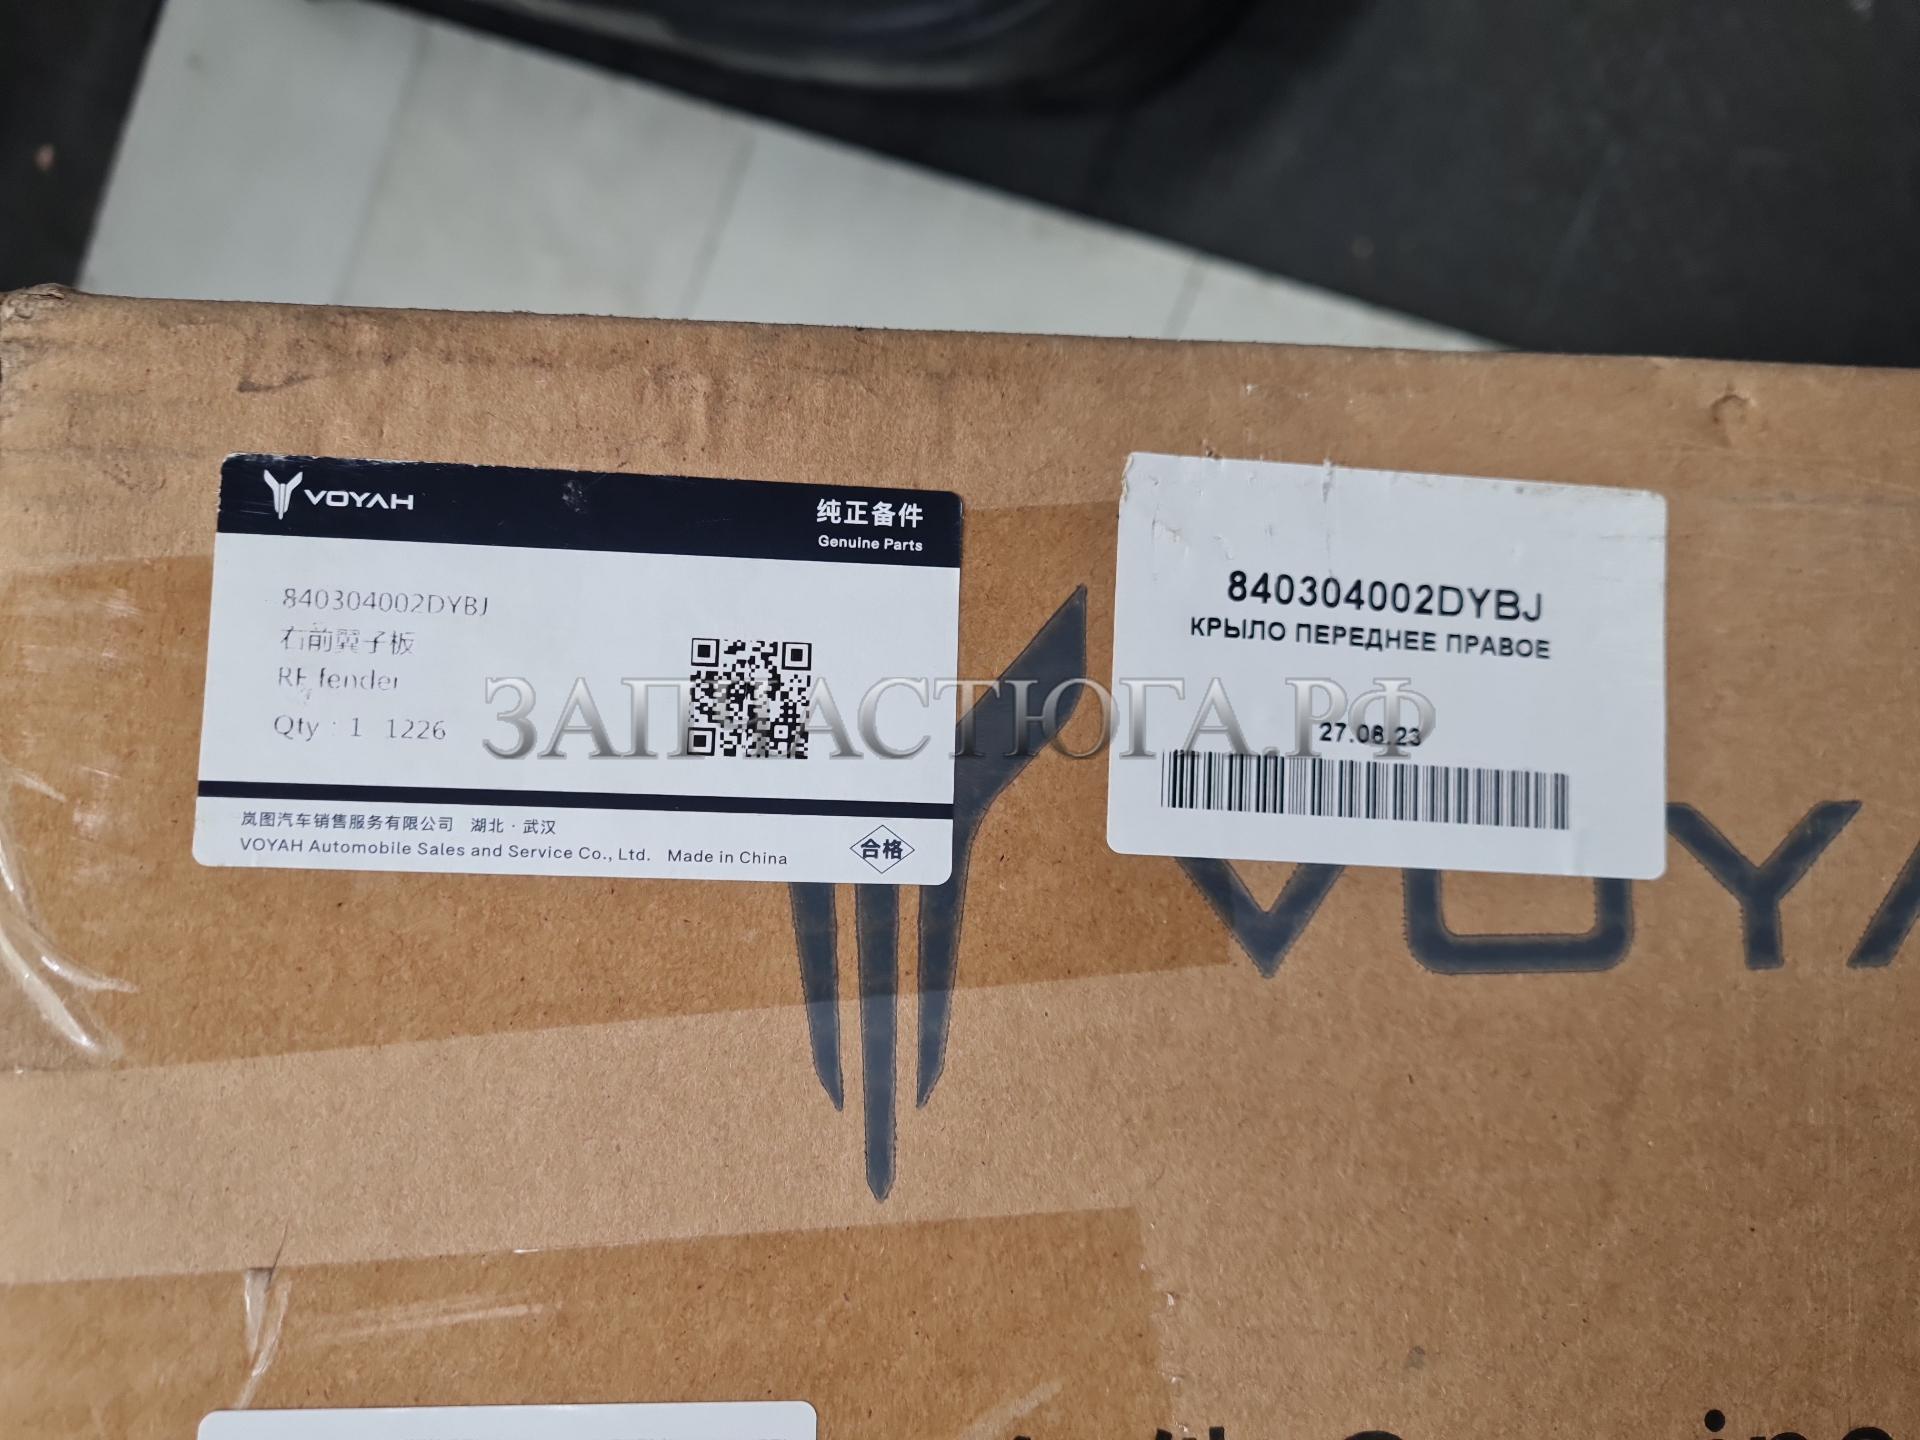 VOYAH
纯正备件
Genuine Parts
840304002DYBJ
右前翼子板
RF fender
Qty : 1 1226
岚图汽车销售服务有限公司 湖北·武汉
VOYAH Automobile Sales and Service Co., Ltd. Made in China
合格
840304002DYBJ
КРЫЛО ПЕРЕДНЕЕ ПРАВОЕ
27.06.23
ЗАПЧАСТЮГА.РФ
VOYA